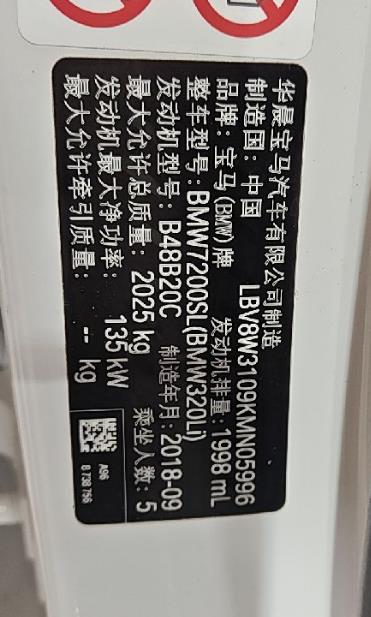 华晨宝马汽车有限公司制造
制造国：中国 LBV8W3109KMN05996
品牌：宝马(BMW)牌 发动机排量：1998 mL
整车型号：BMW7200SL(BMW320Li)
发动机型号：B48B20C 制造年月：2018-09
最大允许总质量：2025 kg 乘坐人数：5
发动机最大净功率：135 kW
最大允许牵引质量：-- kg
A96
8 738 756